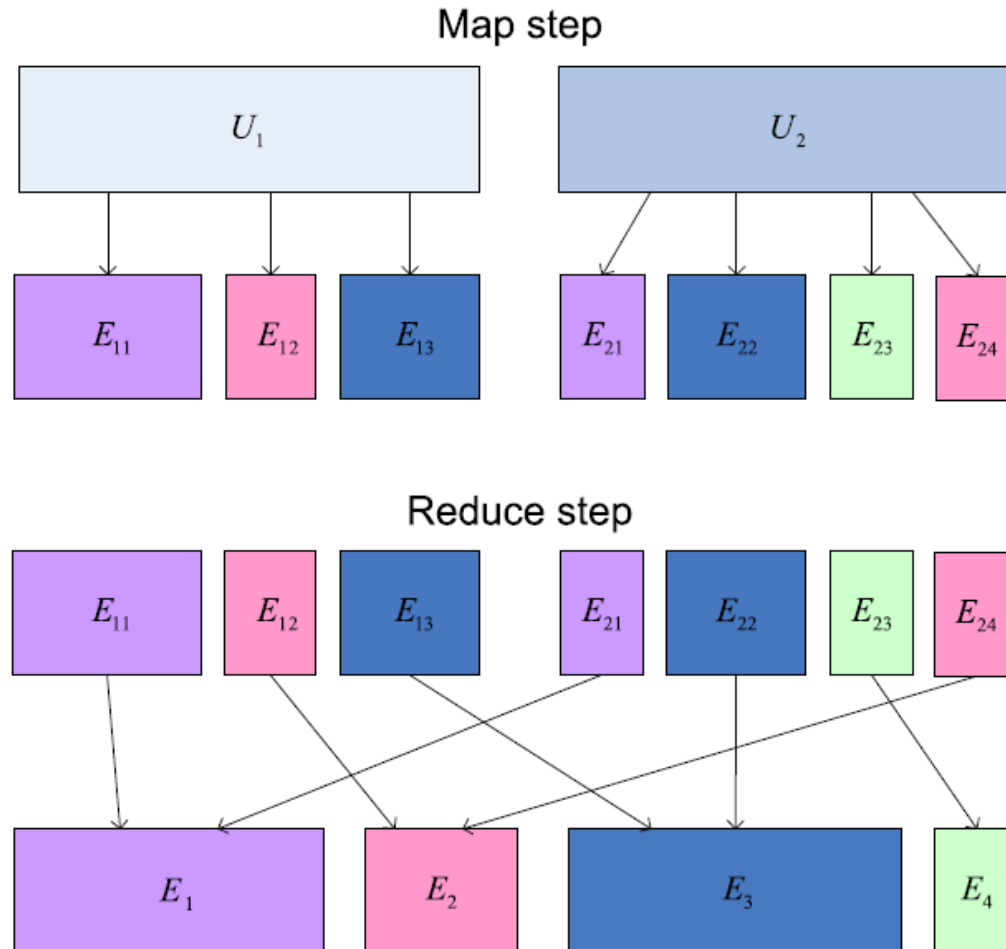 Map step
U₁ U₂
E₁₁ E₁₂ E₁₃ E₂₁ E₂₂ E₂₃ E₂₄
Reduce step
E₁₁ E₁₂ E₁₃ E₂₁ E₂₂ E₂₃ E₂₄
E₁ E₂ E₃ E₄